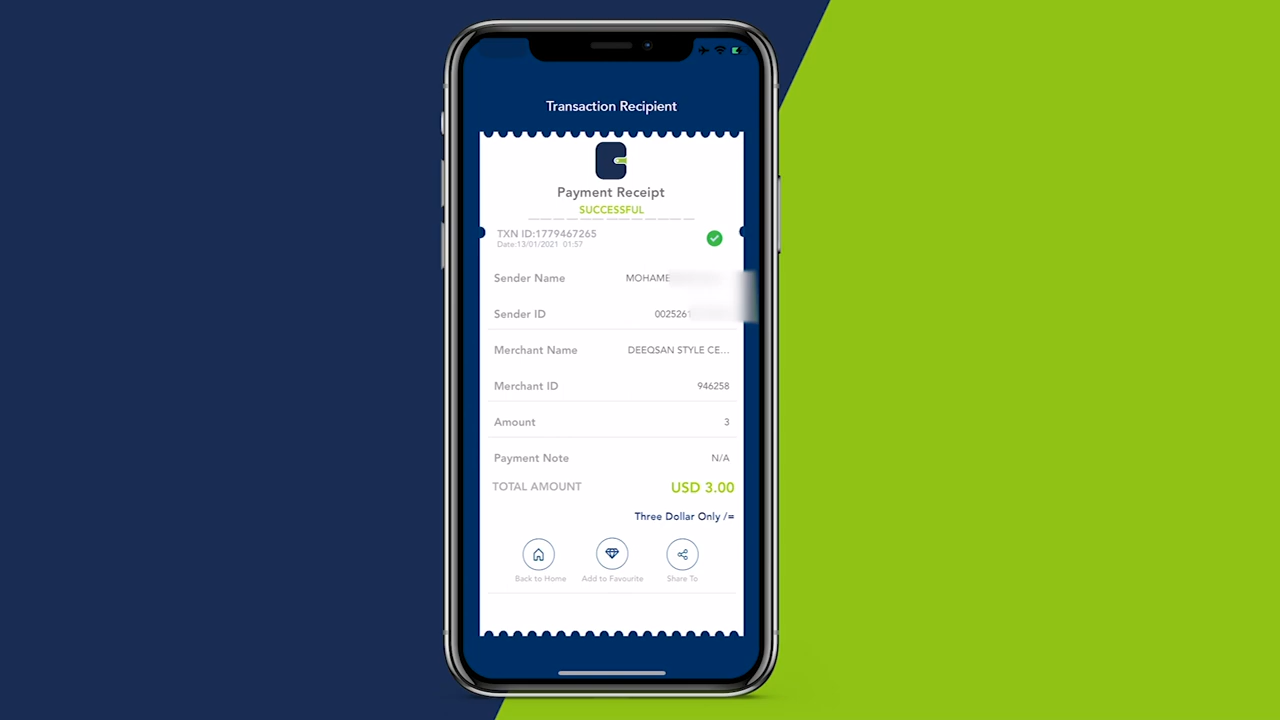 Transaction Recipient
Payment Receipt
SUCCESSFUL
TXN ID:1779467265
Date:13/01/2021 01:57
Sender Name MOHAME
Sender ID 0025261
Merchant Name DEEQSAN STYLE CE...
Merchant ID 946258
Amount 3
Payment Note N/A
TOTAL AMOUNT USD 3.00
Three Dollar Only /=
Back to Home Add to Favourite Share To